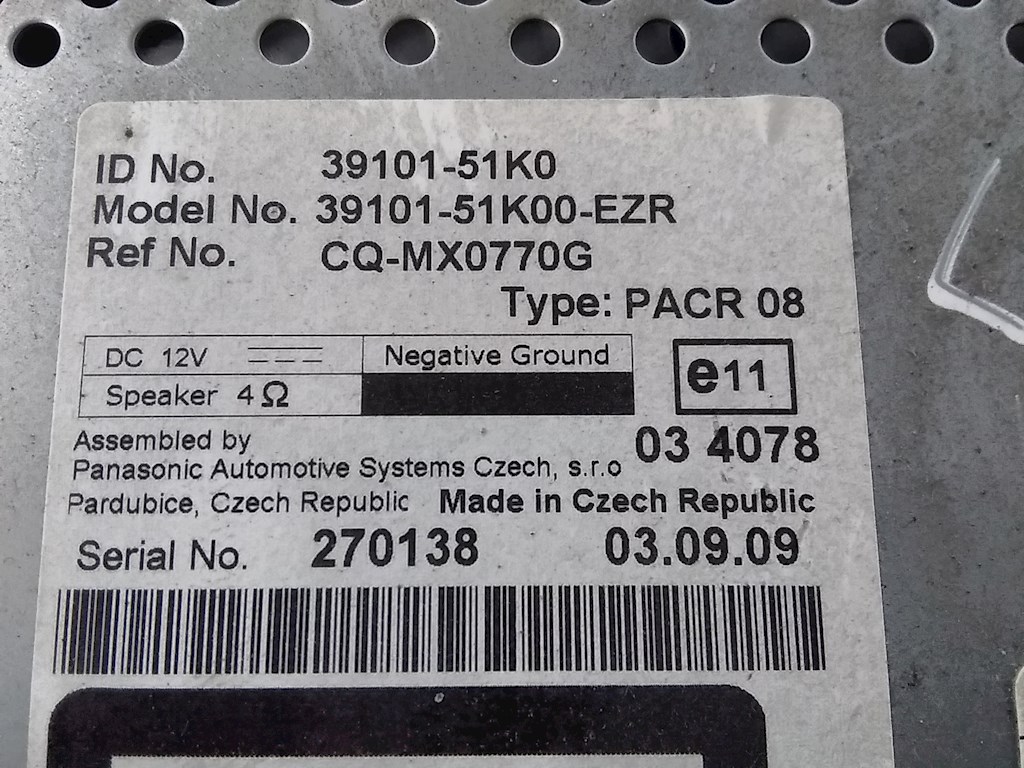 ID No. 39101-51K0
Model No. 39101-51K00-EZR
Ref No. CQ-MX0770G
Type: PACR 08
DC 12V Negative Ground
Speaker 4Ω
e11
Assembled by
03 4078
Panasonic Automotive Systems Czech, s.r.o
Pardubice, Czech Republic Made in Czech Republic
Serial No. 270138 03.09.09